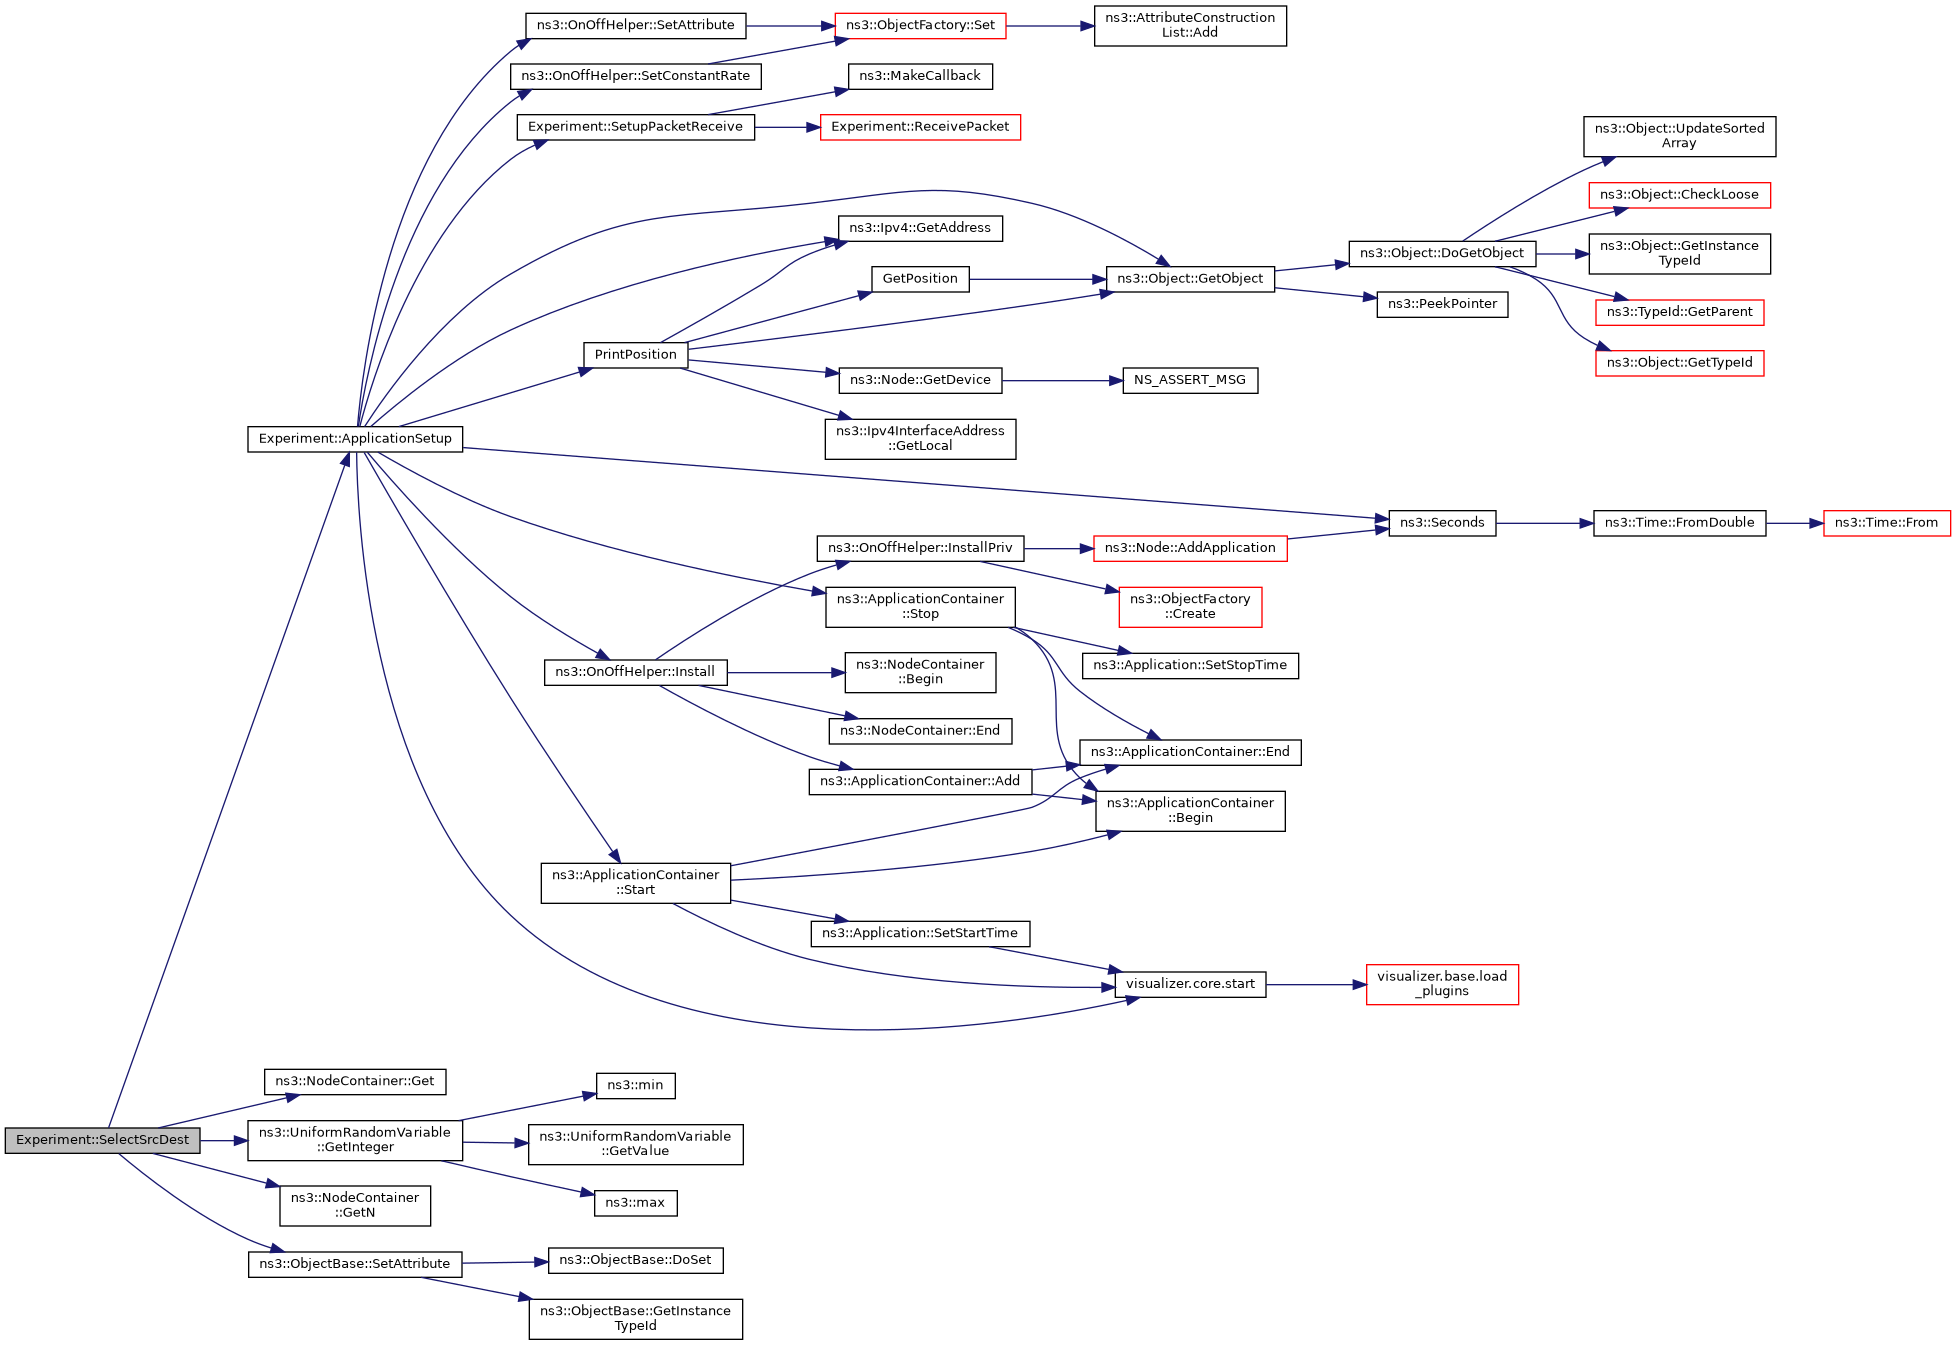 ns3::OnOffHelper::SetAttribute
ns3::ObjectFactory::Set
ns3::AttributeConstruction
List::Add
ns3::OnOffHelper::SetConstantRate
ns3::MakeCallback
Experiment::SetupPacketReceive
Experiment::ReceivePacket
ns3::Object::UpdateSorted
Array
ns3::Object::CheckLoose
ns3::Ipv4::GetAddress
ns3::Object::DoGetObject
ns3::Object::GetInstance
TypeId
GetPosition
ns3::Object::GetObject
ns3::PeekPointer
ns3::TypeId::GetParent
PrintPosition
ns3::Object::GetTypeId
ns3::Node::GetDevice
NS_ASSERT_MSG
ns3::Ipv4InterfaceAddress
::GetLocal
Experiment::ApplicationSetup
ns3::Seconds
ns3::Time::FromDouble
ns3::Time::From
ns3::OnOffHelper::InstallPriv
ns3::Node::AddApplication
ns3::ApplicationContainer
::Stop
ns3::ObjectFactory
::Create
ns3::OnOffHelper::Install
ns3::NodeContainer
::Begin
ns3::Application::SetStopTime
ns3::NodeContainer::End
ns3::ApplicationContainer::End
ns3::ApplicationContainer::Add
ns3::ApplicationContainer
::Begin
ns3::ApplicationContainer
::Start
ns3::Application::SetStartTime
visualizer.core.start
visualizer.base.load
_plugins
ns3::NodeContainer::Get
ns3::min
Experiment::SelectSrcDest
ns3::UniformRandomVariable
::GetInteger
ns3::UniformRandomVariable
::GetValue
ns3::NodeContainer
::GetN
ns3::max
ns3::ObjectBase::SetAttribute
ns3::ObjectBase::DoSet
ns3::ObjectBase::GetInstance
TypeId